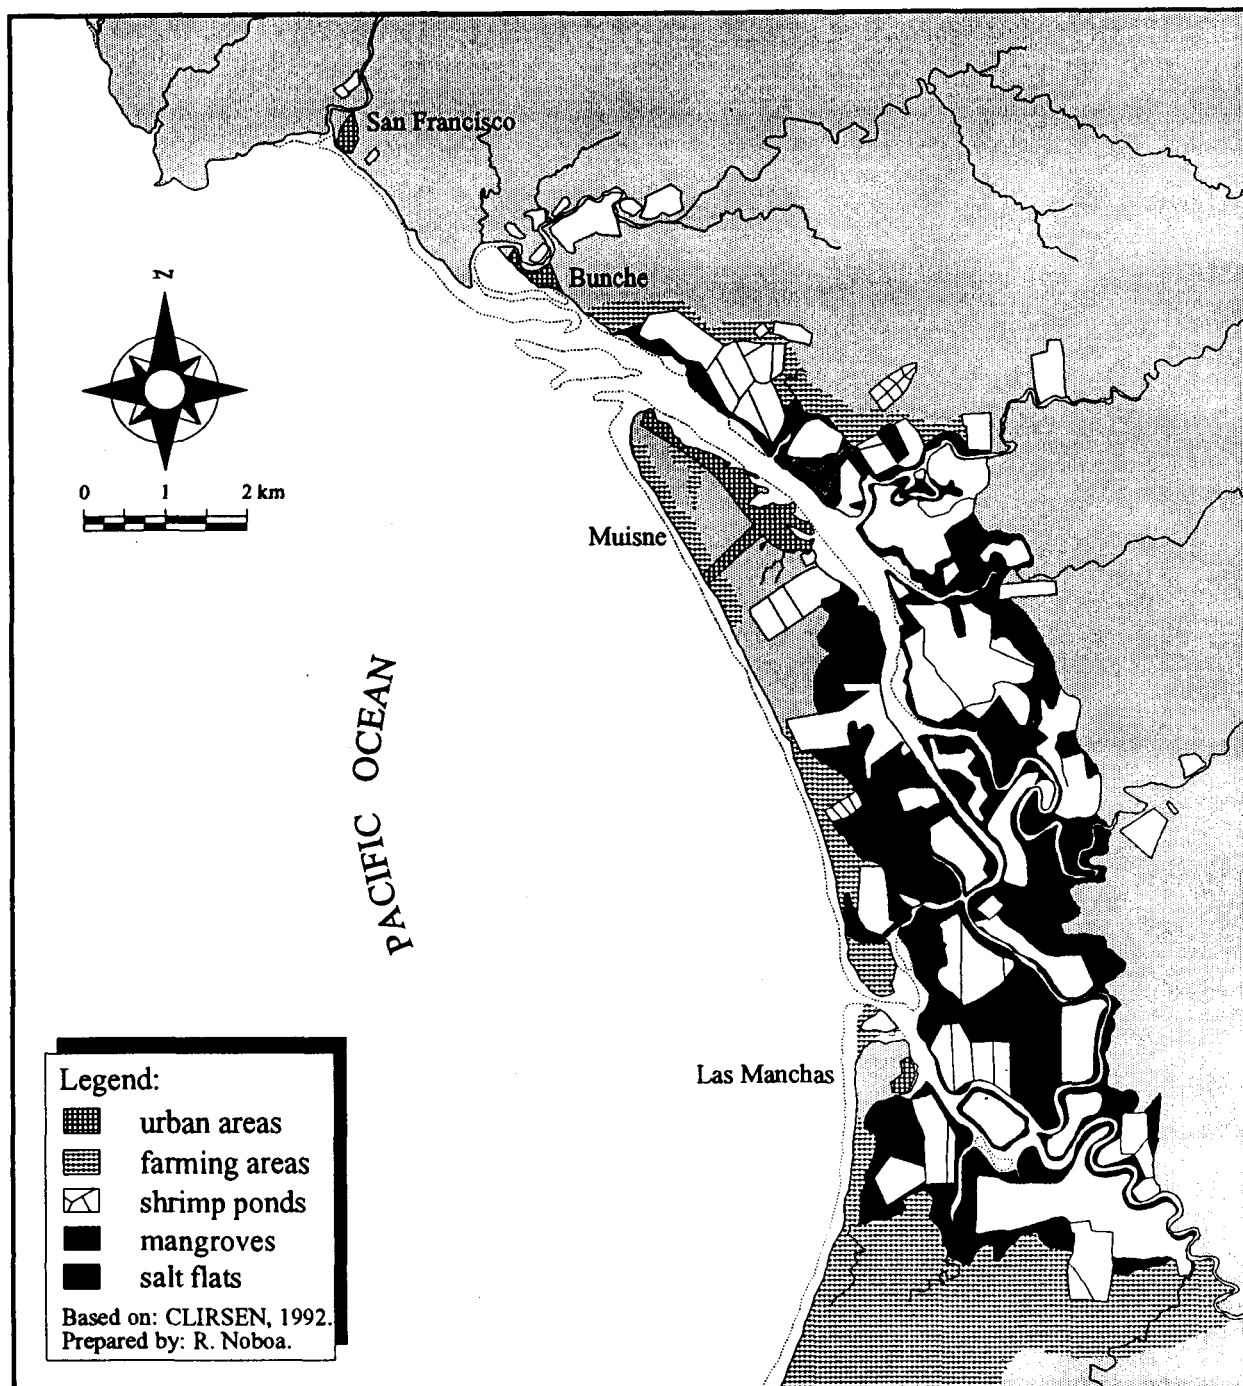 San Francisco
Bunche
N
0 1 2 km
Muisne
PACIFIC OCEAN
Las Manchas
Legend:
urban areas
farming areas
shrimp ponds
mangroves
salt flats
Based on: CLIRSEN, 1992.
Prepared by: R. Noboa.